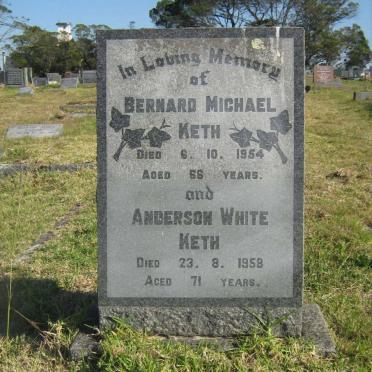 In Loving Memory
of
BERNARD MICHAEL
KETH
DIED 6. 10. 1954
AGED 66 YEARS.
and
ANDERSON WHITE
KETH
DIED 23. 8. 1958
AGED 71 YEARS.